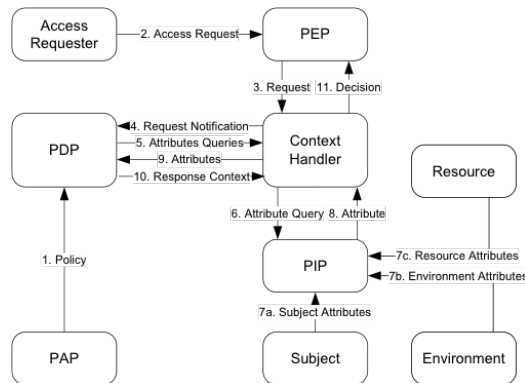 Access
Requester
2. Access Request
PEP
3. Request
11. Decision
PDP
4. Request Notification
5. Attributes Queries
9. Attributes
10. Response Context
Context
Handler
Resource
6. Attribute Query
8. Attribute
1. Policy
PIP
7c. Resource Attributes
7b. Environment Attributes
7a. Subject Attributes
PAP
Subject
Environment